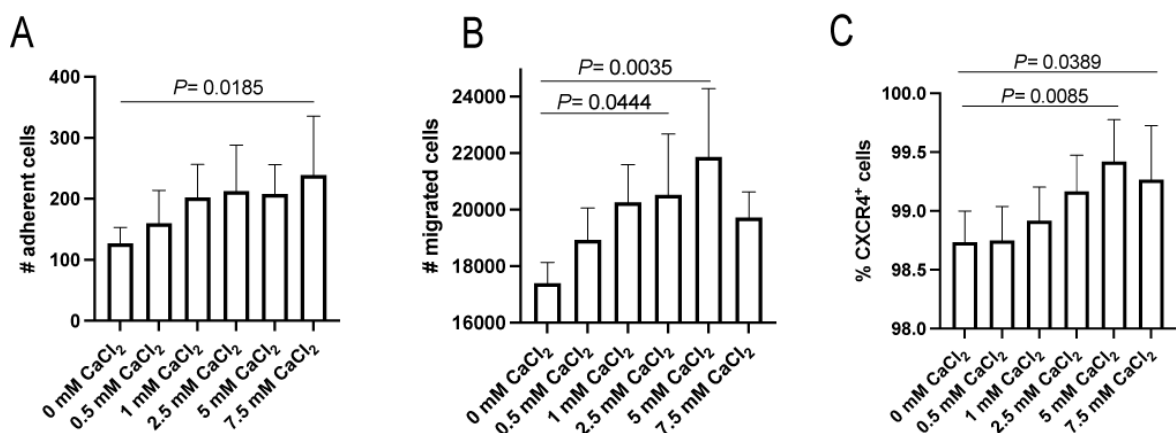 A
# adherent cells
400
300
200
100
0
P= 0.0185
0 mM CaCl₂
0.5 mM CaCl₂
1 mM CaCl₂
2.5 mM CaCl₂
5 mM CaCl₂
7.5 mM CaCl₂
B
# migrated cells
24000
22000
20000
18000
16000
P= 0.0035
P= 0.0444
0 mM CaCl₂
0.5 mM CaCl₂
1 mM CaCl₂
2.5 mM CaCl₂
5 mM CaCl₂
7.5 mM CaCl₂
C
% CXCR4⁺ cells
100.0
99.5
99.0
98.5
98.0
P= 0.0389
P= 0.0085
0 mM CaCl₂
0.5 mM CaCl₂
1 mM CaCl₂
2.5 mM CaCl₂
5 mM CaCl₂
7.5 mM CaCl₂